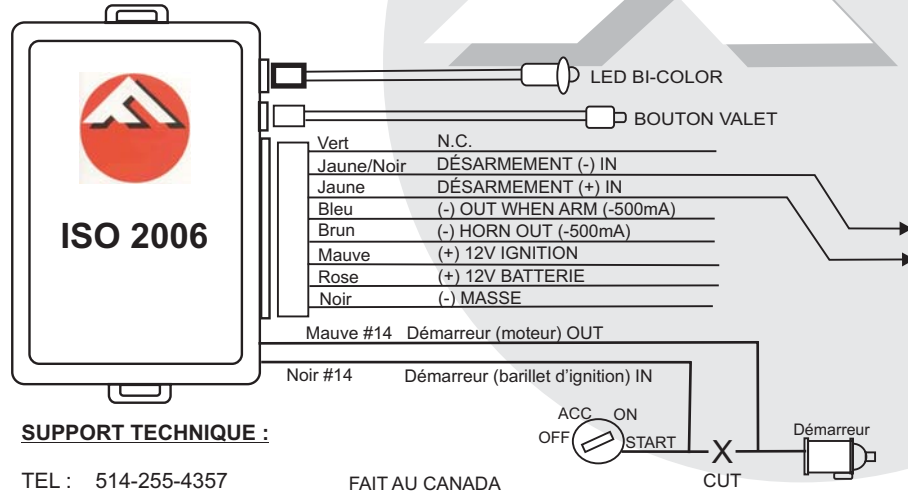 LED BI-COLOR
BOUTON VALET
Vert N.C.
Jaune/Noir DÉSARMEMENT (-) IN
Jaune DÉSARMEMENT (+) IN
Bleu (-) OUT WHEN ARM (-500mA)
Brun (-) HORN OUT (-500mA)
Mauve (+) 12V IGNITION
Rose (+) 12V BATTERIE
Noir (-) MASSE
ISO 2006
Mauve #14 Démarreur (moteur) OUT
Noir #14 Démarreur (barillet d'ignition) IN
ACC ON
OFF START
Démarreur
X
CUT
SUPPORT TECHNIQUE :
TEL : 514-255-4357
FAIT AU CANADA